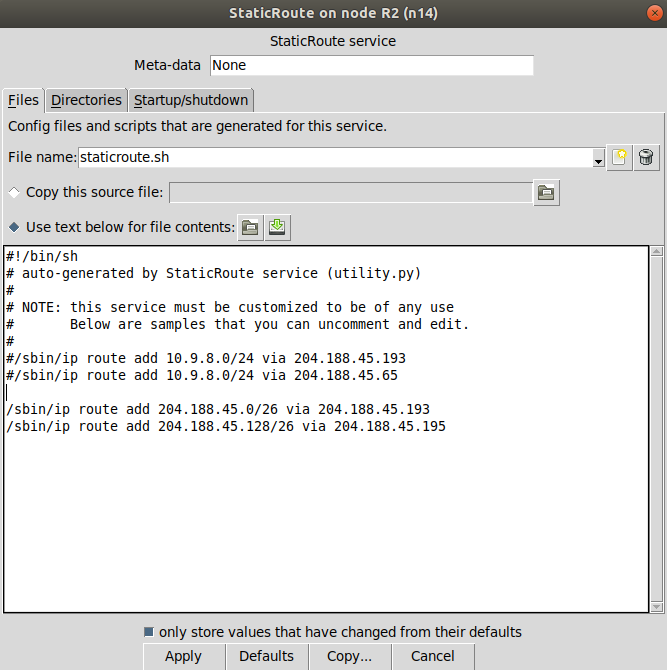 StaticRoute on node R2 (n14)
StaticRoute service
Meta-data None
Files Directories Startup/shutdown
Config files and scripts that are generated for this service.
File name: staticroute.sh
Copy this source file:
Use text below for file contents:
#!/bin/sh
# auto-generated by StaticRoute service (utility.py)
#
# NOTE: this service must be customized to be of any use
#       Below are samples that you can uncomment and edit.
#
#/sbin/ip route add 10.9.8.0/24 via 204.188.45.193
#/sbin/ip route add 10.9.8.0/24 via 204.188.45.65
/sbin/ip route add 204.188.45.0/26 via 204.188.45.193
/sbin/ip route add 204.188.45.128/26 via 204.188.45.195
only store values that have changed from their defaults
Apply Defaults Copy... Cancel